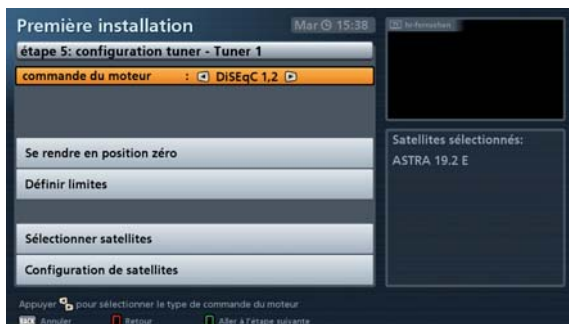 Première installation
Mar 15:38
étape 5: configuration tuner - Tuner 1
commande du moteur : DiSEqC 1,2
Se rendre en position zéro
Définir limites
Sélectionner satellites
Configuration de satellites
Satellites sélectionnés:
ASTRA 19.2 E
Appuyer pour sélectionner le type de commande du moteur
BACK Annuler Retour Aller à l'étape suivante